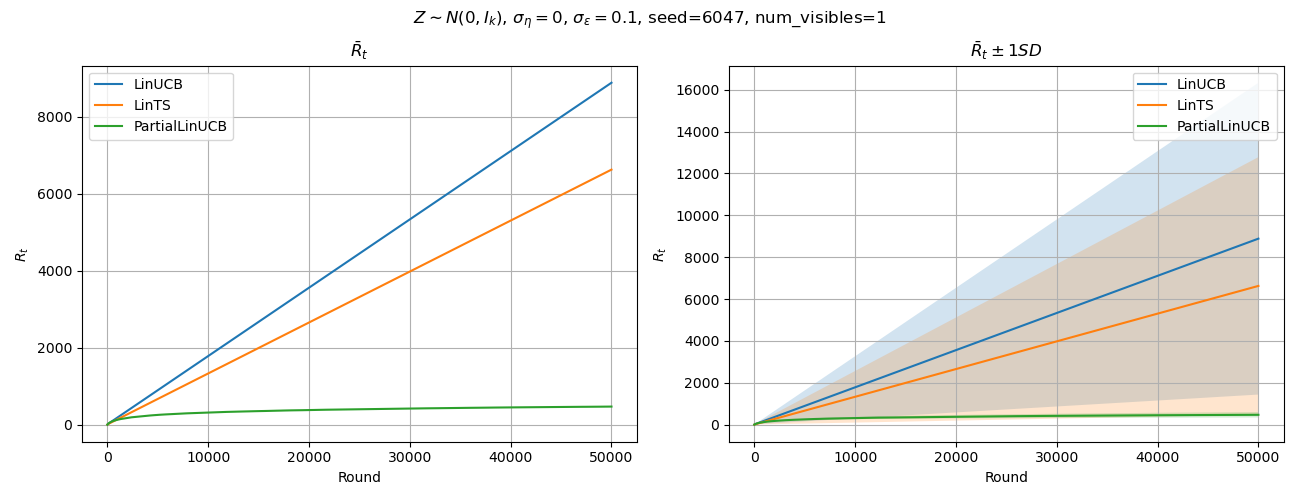 Z ~ N(0, I_k), σ_η = 0, σ_ε = 0.1, seed=6047, num_visibles=1
R̄_t
LinUCB
LinTS
PartialLinUCB
8000
6000
4000
2000
0
R_t
0 10000 20000 30000 40000 50000
Round
R̄_t ± 1SD
LinUCB
LinTS
PartialLinUCB
16000
14000
12000
10000
8000
6000
4000
2000
0
R_t
0 10000 20000 30000 40000 50000
Round